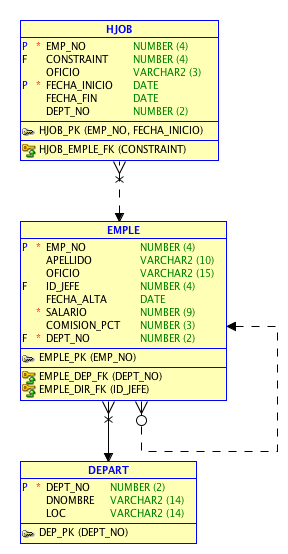 HJOB
P * EMP_NO NUMBER (4)
F CONSTRAINT NUMBER (4)
OFICIO VARCHAR2 (3)
P * FECHA_INICIO DATE
FECHA_FIN DATE
DEPT_NO NUMBER (2)
HJOB_PK (EMP_NO, FECHA_INICIO)
HJOB_EMPLE_FK (CONSTRAINT)
EMPLE
P * EMP_NO NUMBER (4)
APELLIDO VARCHAR2 (10)
OFICIO VARCHAR2 (15)
F ID_JEFE NUMBER (4)
FECHA_ALTA DATE
* SALARIO NUMBER (9)
COMISION_PCT NUMBER (3)
F * DEPT_NO NUMBER (2)
EMPLE_PK (EMP_NO)
EMPLE_DEP_FK (DEPT_NO)
EMPLE_DIR_FK (ID_JEFE)
DEPART
P * DEPT_NO NUMBER (2)
DNOMBRE VARCHAR2 (14)
LOC VARCHAR2 (14)
DEP_PK (DEPT_NO)